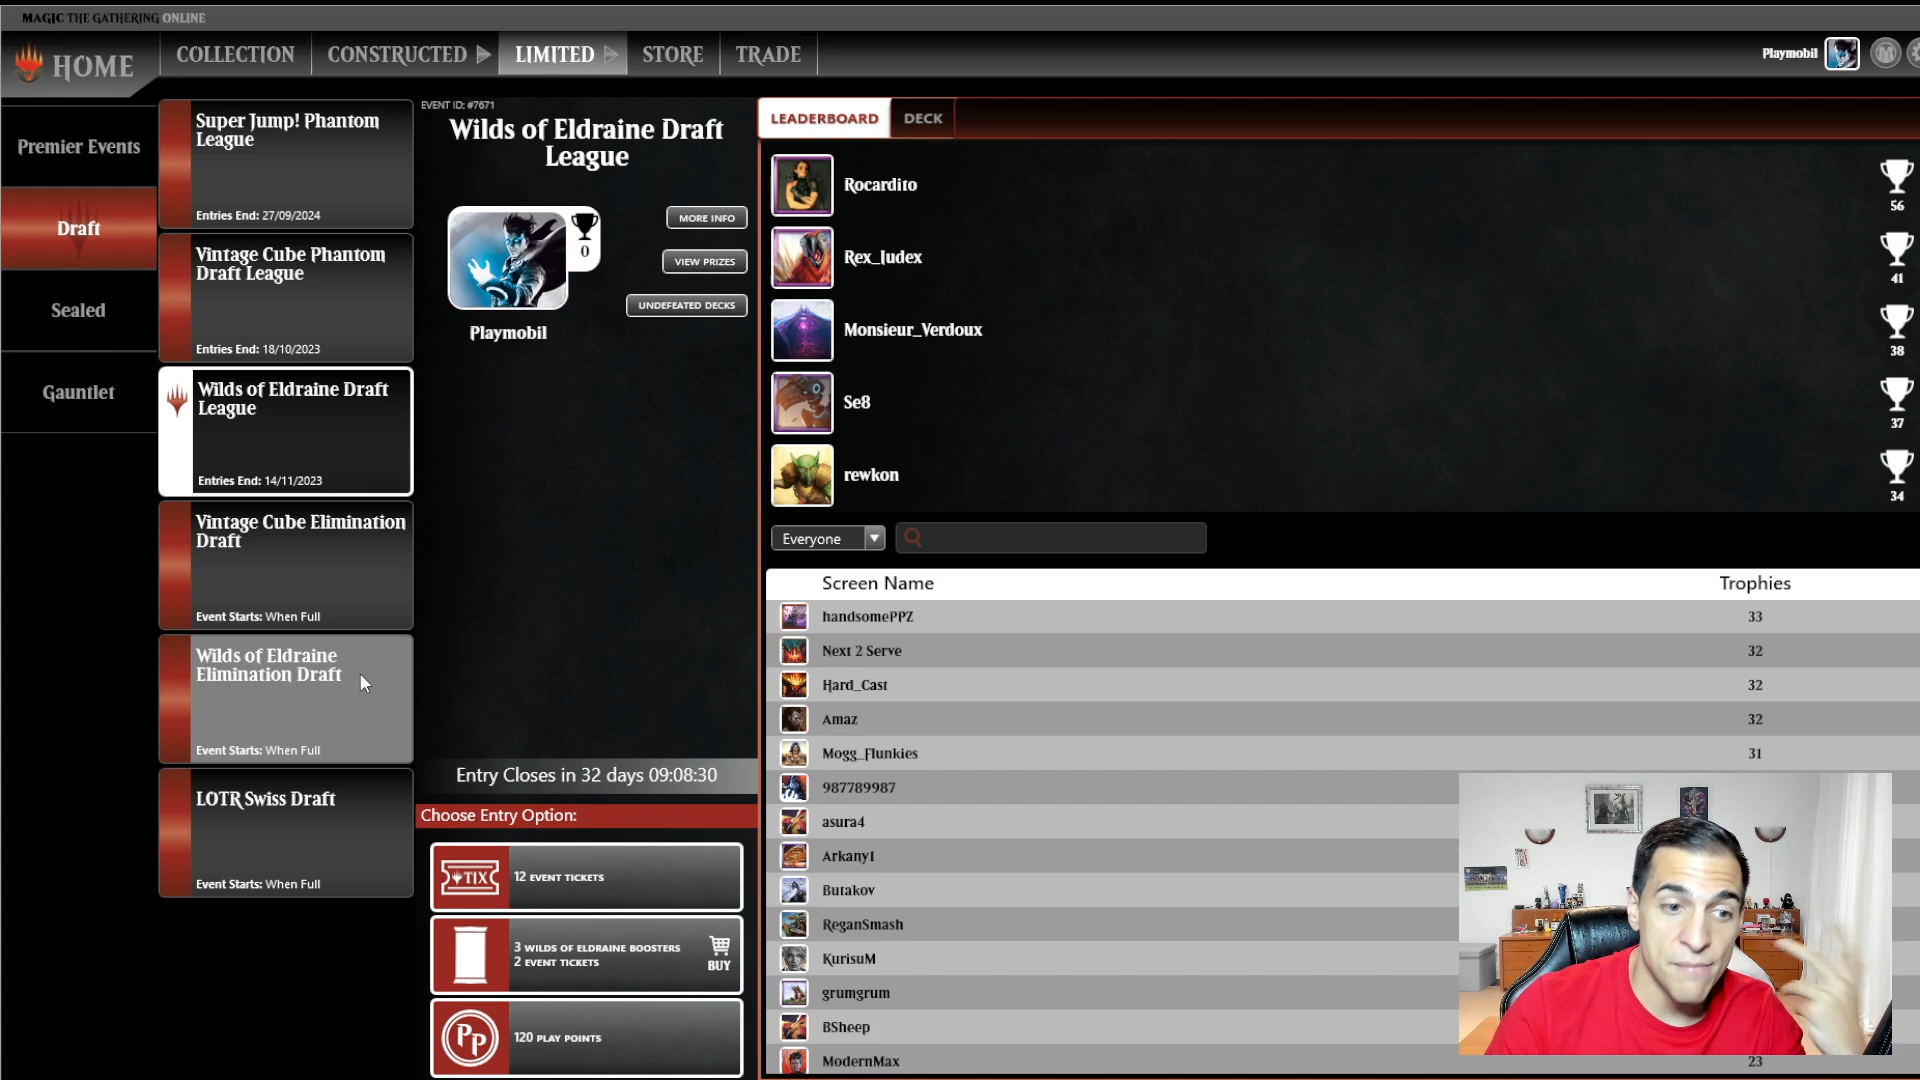 MAGIC THE GATHERING ONLINE
HOME
COLLECTION
CONSTRUCTED
LIMITED
STORE
TRADE
Playmobil
Premier Events
Draft
Sealed
Gauntlet
Super Jump! Phantom
League
Entries End: 27/09/2024
Vintage Cube Phantom
Draft League
Entries End: 18/10/2023
Wilds of Eldraine Draft
League
Entries End: 14/11/2023
Vintage Cube Elimination
Draft
Event Starts: When Full
Wilds of Eldraine
Elimination Draft
Event Starts: When Full
LOTR Swiss Draft
Event Starts: When Full
EVENT ID: #7671
Wilds of Eldraine Draft
League
0
Playmobil
MORE INFO
VIEW PRIZES
UNDEFEATED DECKS
Entry Closes in 32 days 09:08:30
Choose Entry Option:
TIX
12 EVENT TICKETS
3 WILDS OF ELDRAINE BOOSTERS
2 EVENT TICKETS
BUY
PP
120 PLAY POINTS
LEADERBOARD
DECK
Rocardito
56
Rex_Judex
41
Monsieur_Verdoux
38
Se8
37
rewkon
34
Everyone
Screen Name Trophies
handsomePPZ 33
Next 2 Serve 32
Hard_Cast 32
Amaz 32
Mogg_Flunkies 31
987789987
asura4
Arkany1
Butakov
ReganSmash
KurisuM
grumgrum
BSheep
ModernMax 23